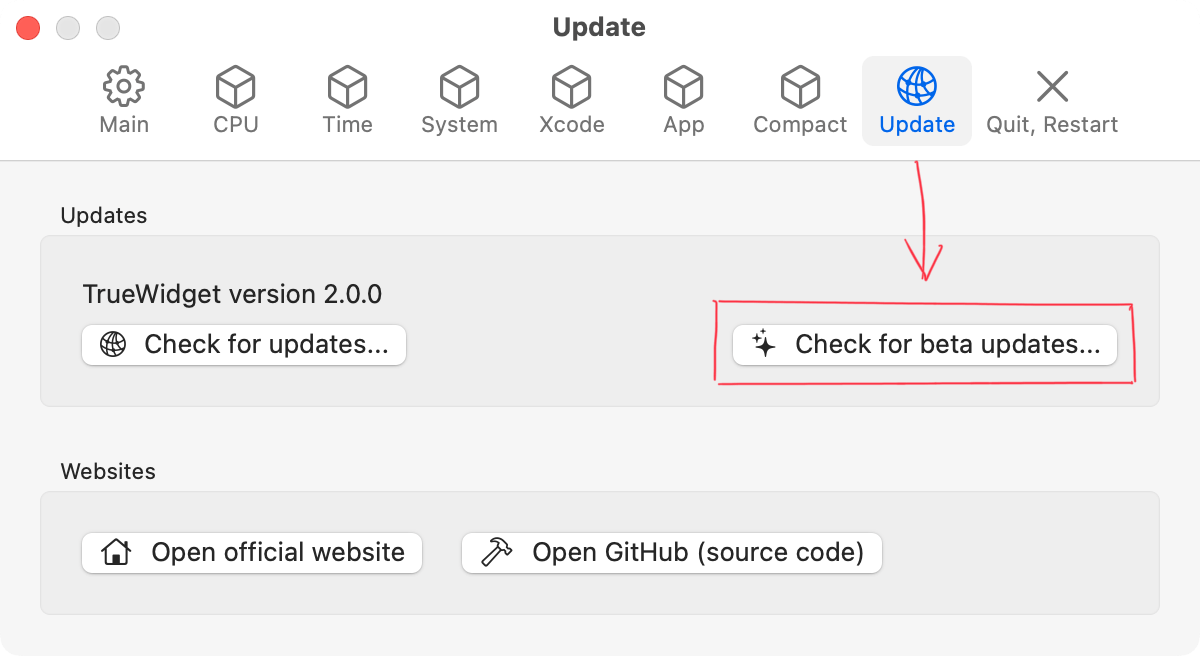 Update
Main CPU Time System Xcode App Compact Update Quit, Restart
Updates
TrueWidget version 2.0.0
Check for updates... Check for beta updates...
Websites
Open official website Open GitHub (source code)